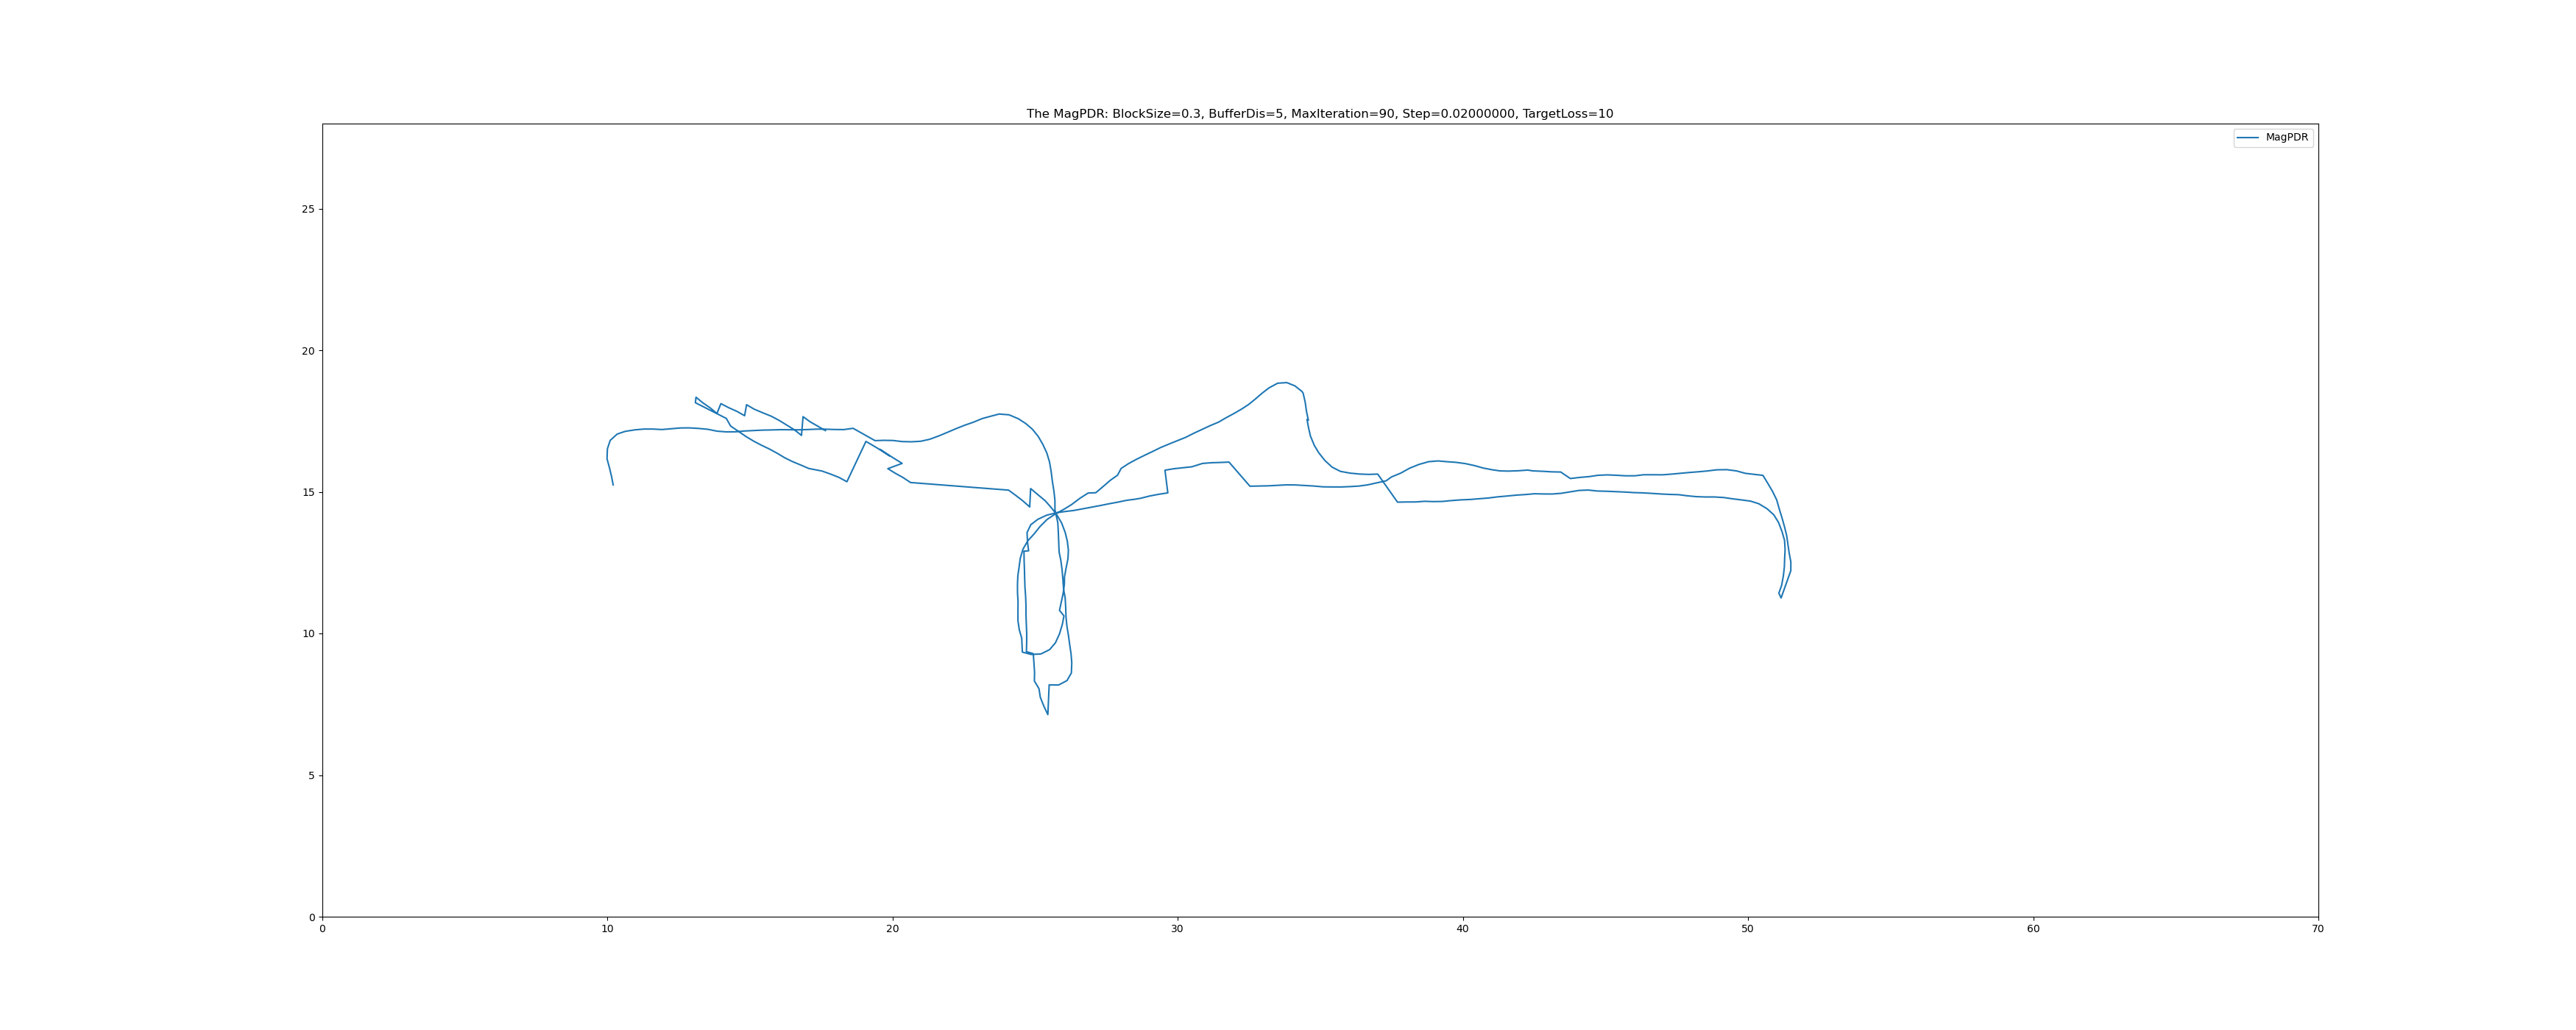 The MagPDR: BlockSize=0.3, BufferDis=5, MaxIteration=90, Step=0.02000000, TargetLoss=10
MagPDR
25
20
15
10
5
0
0 10 20 30 40 50 60 70